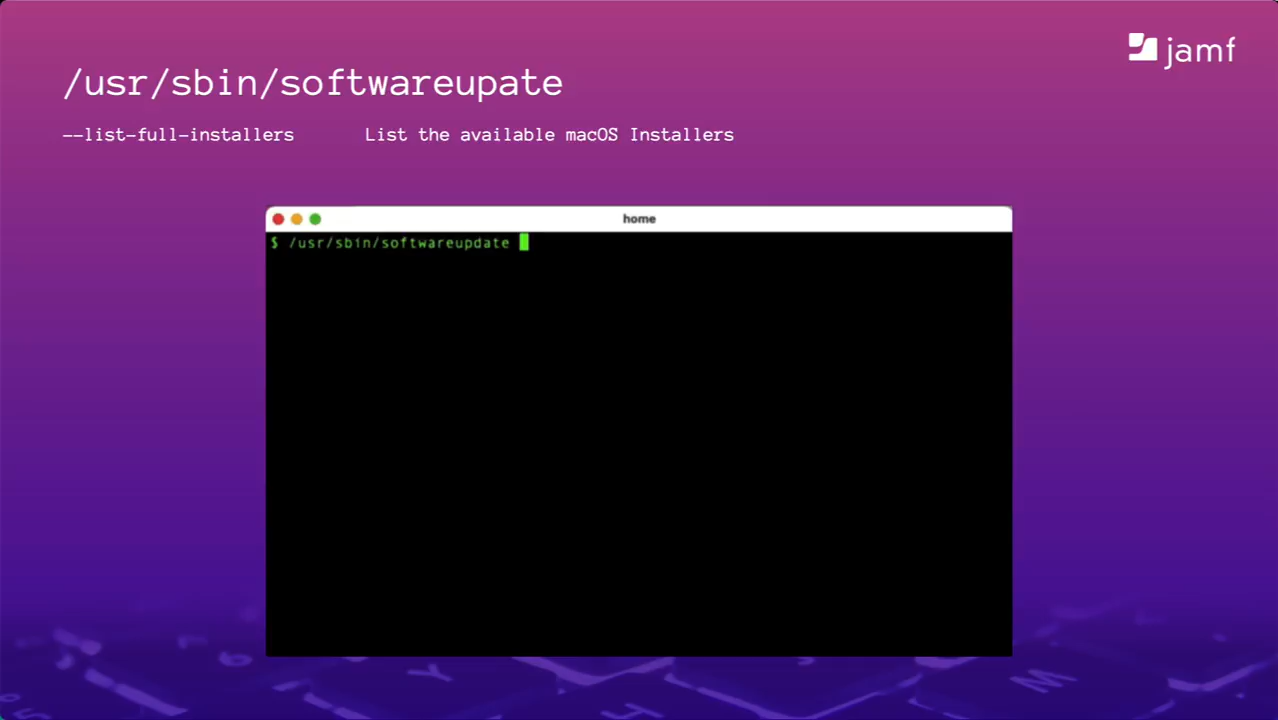 jamf
/usr/sbin/softwareupate
--list-full-installers List the available macOS Installers
home
$ /usr/sbin/softwareupdate